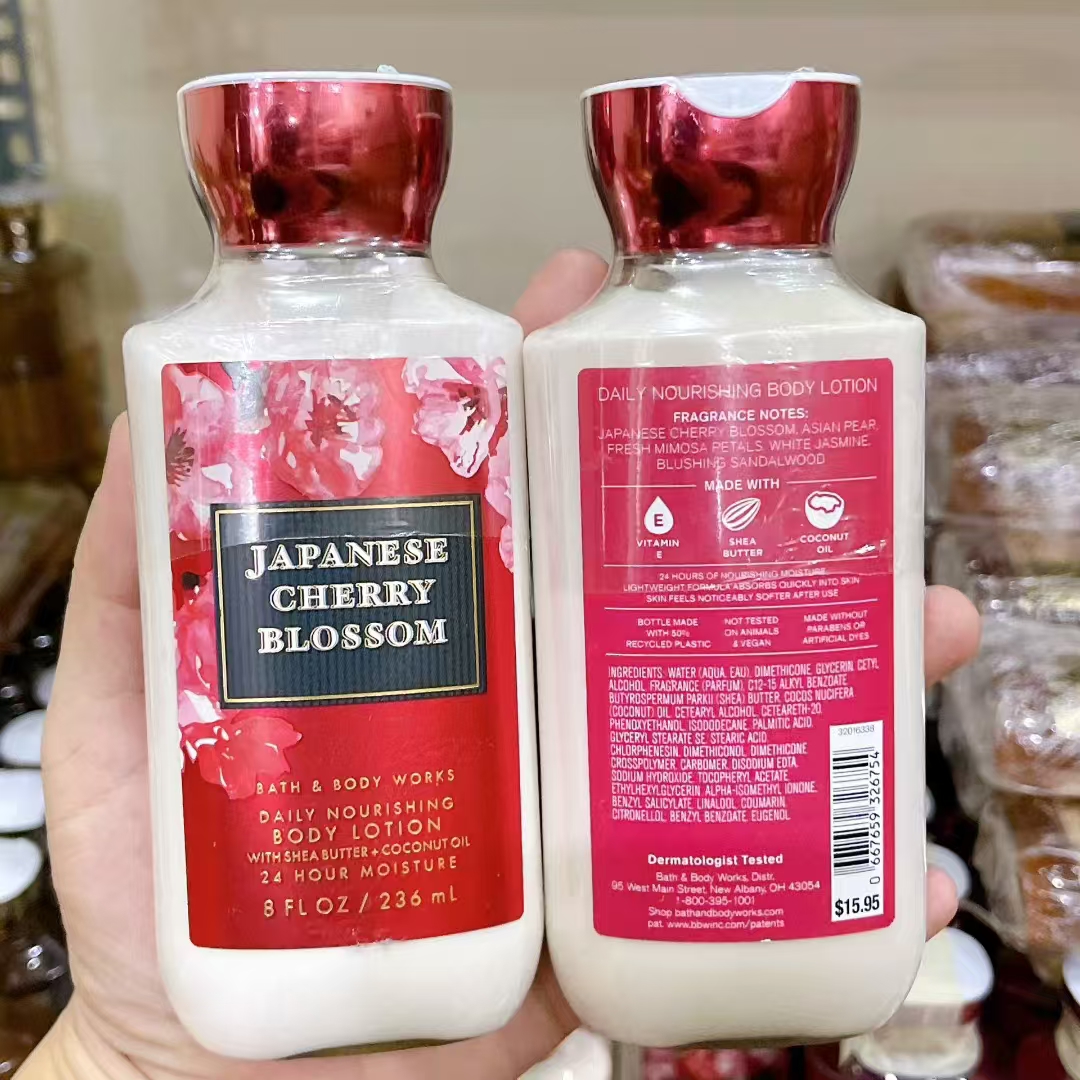 JAPANESE
CHERRY
BLOSSOM
BATH & BODY WORKS
DAILY NOURISHING
BODY LOTION
WITH SHEA BUTTER + COCONUT OIL
24 HOUR MOISTURE
8 FL OZ / 236 mL
DAILY NOURISHING BODY LOTION
FRAGRANCE NOTES:
JAPANESE CHERRY BLOSSOM, ASIAN PEAR,
FRESH MIMOSA PETALS, WHITE JASMINE,
BLUSHING SANDALWOOD
MADE WITH
E
VITAMIN
E
SHEA
BUTTER
COCONUT
OIL
24 HOURS OF NOURISHING MOISTURE
LIGHTWEIGHT FORMULA ABSORBS QUICKLY INTO SKIN
SKIN FEELS NOTICEABLY SOFTER AFTER USE
BOTTLE MADE
WITH 50%
RECYCLED PLASTIC
NOT TESTED
ON ANIMALS
& VEGAN
MADE WITHOUT
PARABENS OR
ARTIFICIAL DYES
INGREDIENTS: WATER (AQUA, EAU), DIMETHICONE, GLYCERIN, CETYL
ALCOHOL, FRAGRANCE (PARFUM), C12-15 ALKYL BENZOATE,
BUTYROSPERMUM PARKII (SHEA) BUTTER, COCOS NUCIFERA
(COCONUT) OIL, CETEARYL ALCOHOL, CETEARETH-20,
PHENOXYETHANOL, ISODODECANE, PALMITIC ACID,
GLYCERYL STEARATE SE, STEARIC ACID,
CHLORPHENESIN, DIMETHICONOL, DIMETHICONE
CROSSPOLYMER, CARBOMER, DISODIUM EDTA,
SODIUM HYDROXIDE, TOCOPHERYL ACETATE,
ETHYLHEXYLGLYCERIN, ALPHA-ISOMETHYL IONONE,
BENZYL SALICYLATE, LINALOOL, COUMARIN,
CITRONELLOL, BENZYL BENZOATE, EUGENOL
32016338
0 667659 326754
$15.95
Dermatologist Tested
Bath & Body Works, Distr.
95 West Main Street, New Albany, OH 43054
1-800-395-1001
Shop bathandbodyworks.com
pat. www.bbwinc.com/patents